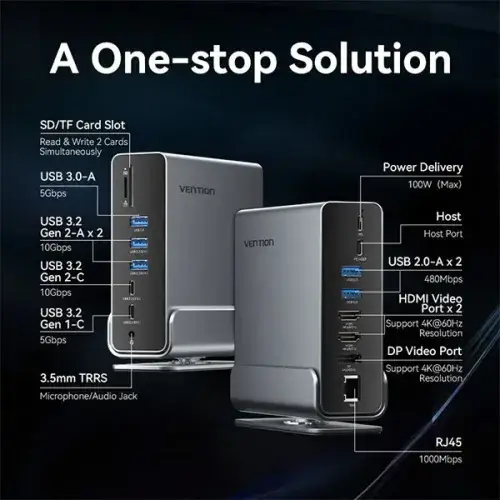 A One-stop Solution
SD/TF Card Slot
Read & Write 2 Cards
Simultaneously
USB 3.0-A
5Gbps
USB 3.2
Gen 2-A x 2
10Gbps
USB 3.2
Gen 2-C
10Gbps
USB 3.2
Gen 1-C
5Gbps
3.5mm TRRS
Microphone/Audio Jack
VENTION
VENTION
Power Delivery
100W (Max)
Host
Host Port
USB 2.0-A x 2
480Mbps
HDMI Video
Port x 2
Support 4K@60Hz
Resolution
DP Video Port
Support 4K@60Hz
Resolution
RJ45
1000Mbps